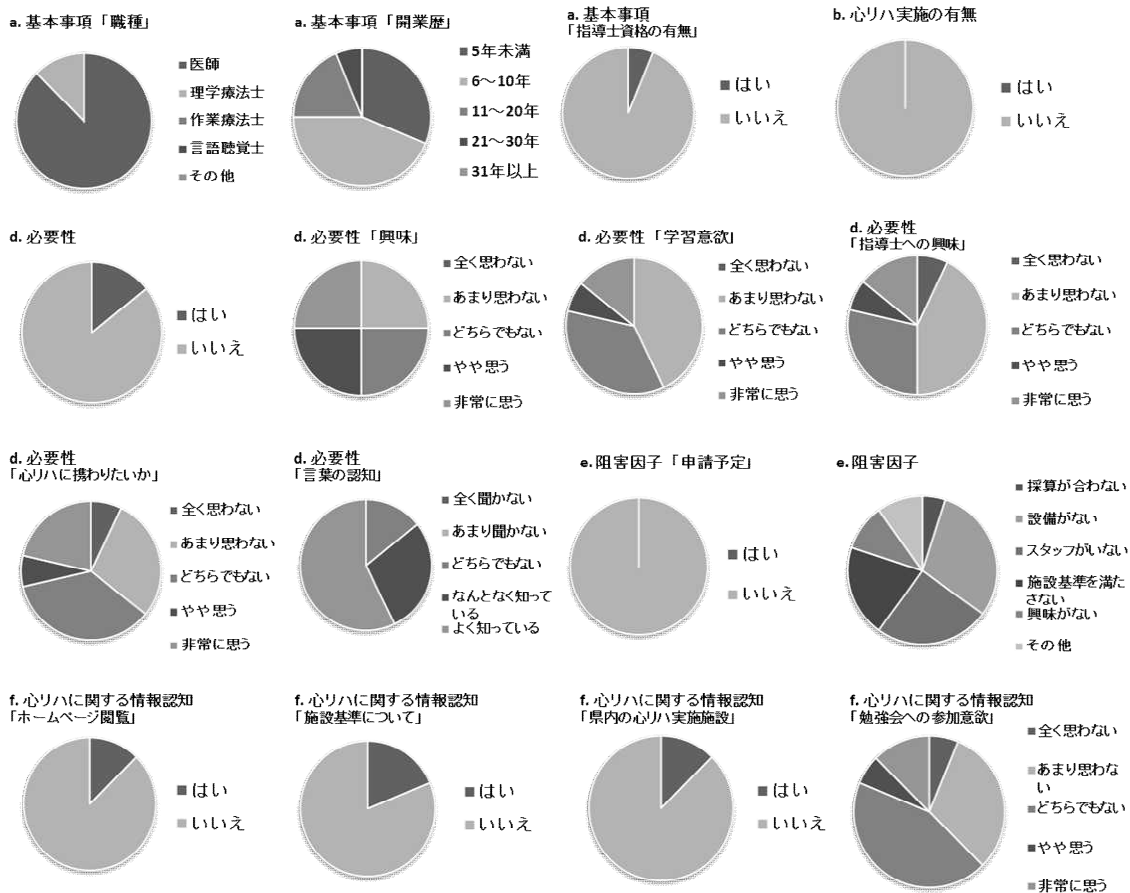 a. 基本事項「職種」
医師
理学療法士
作業療法士
言語聴覚士
その他
a. 基本事項「開業歴」
5年未満
6～10年
11～20年
21～30年
31年以上
a. 基本事項
「指導士資格の有無」
はい
いいえ
b. 心リハ実施の有無
はい
いいえ
d. 必要性
はい
いいえ
d. 必要性「興味」
全く思わない
あまり思わない
どちらでもない
やや思う
非常に思う
d. 必要性「学習意欲」
全く思わない
あまり思わない
どちらでもない
やや思う
非常に思う
d. 必要性
「指導士への興味」
全く思わない
あまり思わない
どちらでもない
やや思う
非常に思う
d. 必要性
「心リハに携わりたいか」
全く思わない
あまり思わない
どちらでもない
やや思う
非常に思う
d. 必要性
「言葉の認知」
全く聞かない
あまり聞かない
どちらでもない
なんとなく知って
いる
よく知っている
e. 阻害因子「申請予定」
はい
いいえ
e. 阻害因子
採算が合わない
設備がない
スタッフがいない
施設基準を満た
さない
興味がない
その他
f. 心リハに関する情報認知
「ホームページ閲覧」
はい
いいえ
f. 心リハに関する情報認知
「施設基準について」
はい
いいえ
f. 心リハに関する情報認知
「県内の心リハ実施施設」
はい
いいえ
f. 心リハに関する情報認知
「勉強会への参加意欲」
全く思わない
あまり思わな
い
どちらでもない
やや思う
非常に思う